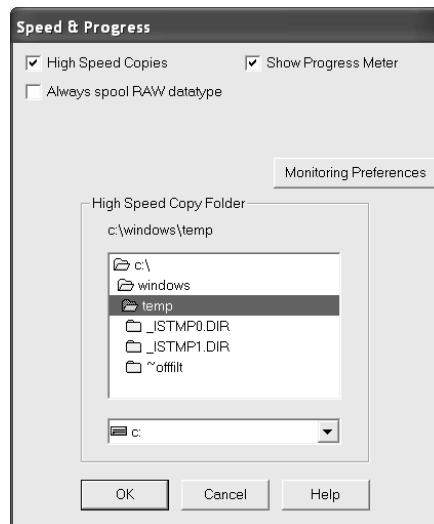 Speed & Progress
High Speed Copies
Show Progress Meter
Always spool RAW datatype
Monitoring Preferences
High Speed Copy Folder
c:\windows\temp
c:\
windows
temp
_ISTMP0.DIR
_ISTMP1.DIR
~offilt
c:
OK
Cancel
Help